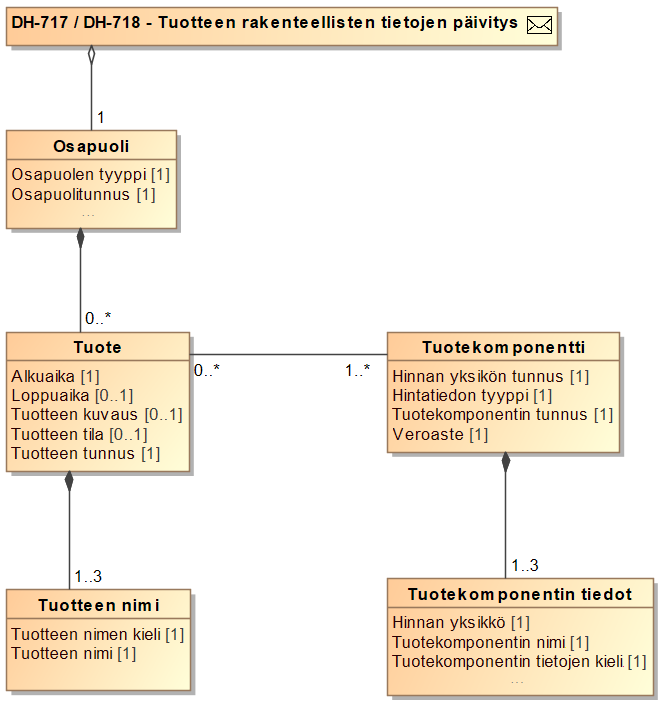 DH-717 / DH-718 - Tuotteen rakenteellisten tietojen päivitys
1
Osapuoli
Osapuolen tyyppi [1]
Osapuolitunnus [1]
...
0..*
Tuote
Alkuaika [1]
Loppuaika [0..1]
Tuotteen kuvaus [0..1]
Tuotteen tila [0..1]
Tuotteen tunnus [1]
0..*
1..*
Tuotekomponentti
Hinnan yksikön tunnus [1]
Hintatiedon tyyppi [1]
Tuotekomponentin tunnus [1]
Veroaste [1]
1..3
Tuotteen nimi
Tuotteen nimen kieli [1]
Tuotteen nimi [1]
1..3
Tuotekomponentin tiedot
Hinnan yksikkö [1]
Tuotekomponentin nimi [1]
Tuotekomponentin tietojen kieli [1]
...